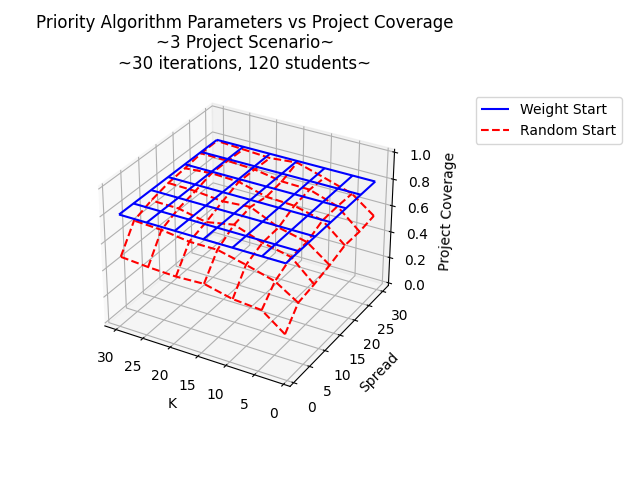 Priority Algorithm Parameters vs Project Coverage
~3 Project Scenario~
~30 iterations, 120 students~
Weight Start
Random Start
1.0
0.8
0.6
0.4
0.2
0.0
Project Coverage
30
25
20
15
10
5
0
Spread
30
25
20
15
10
5
0
K